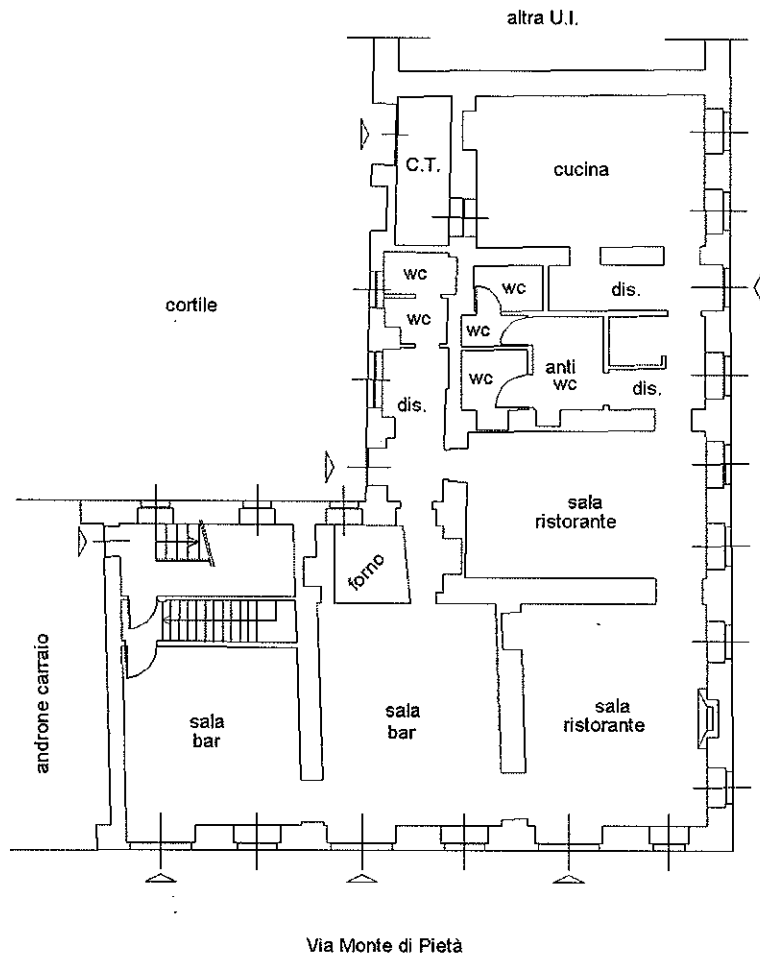 altra U.I.
C.T.
cucina
wc
wc
dis.
cortile
wc
wc
anti
wc
wc
dis.
dis.
sala
ristorante
forno
androne carraio
sala
bar
sala
bar
sala
ristorante
Via Monte di Pietà